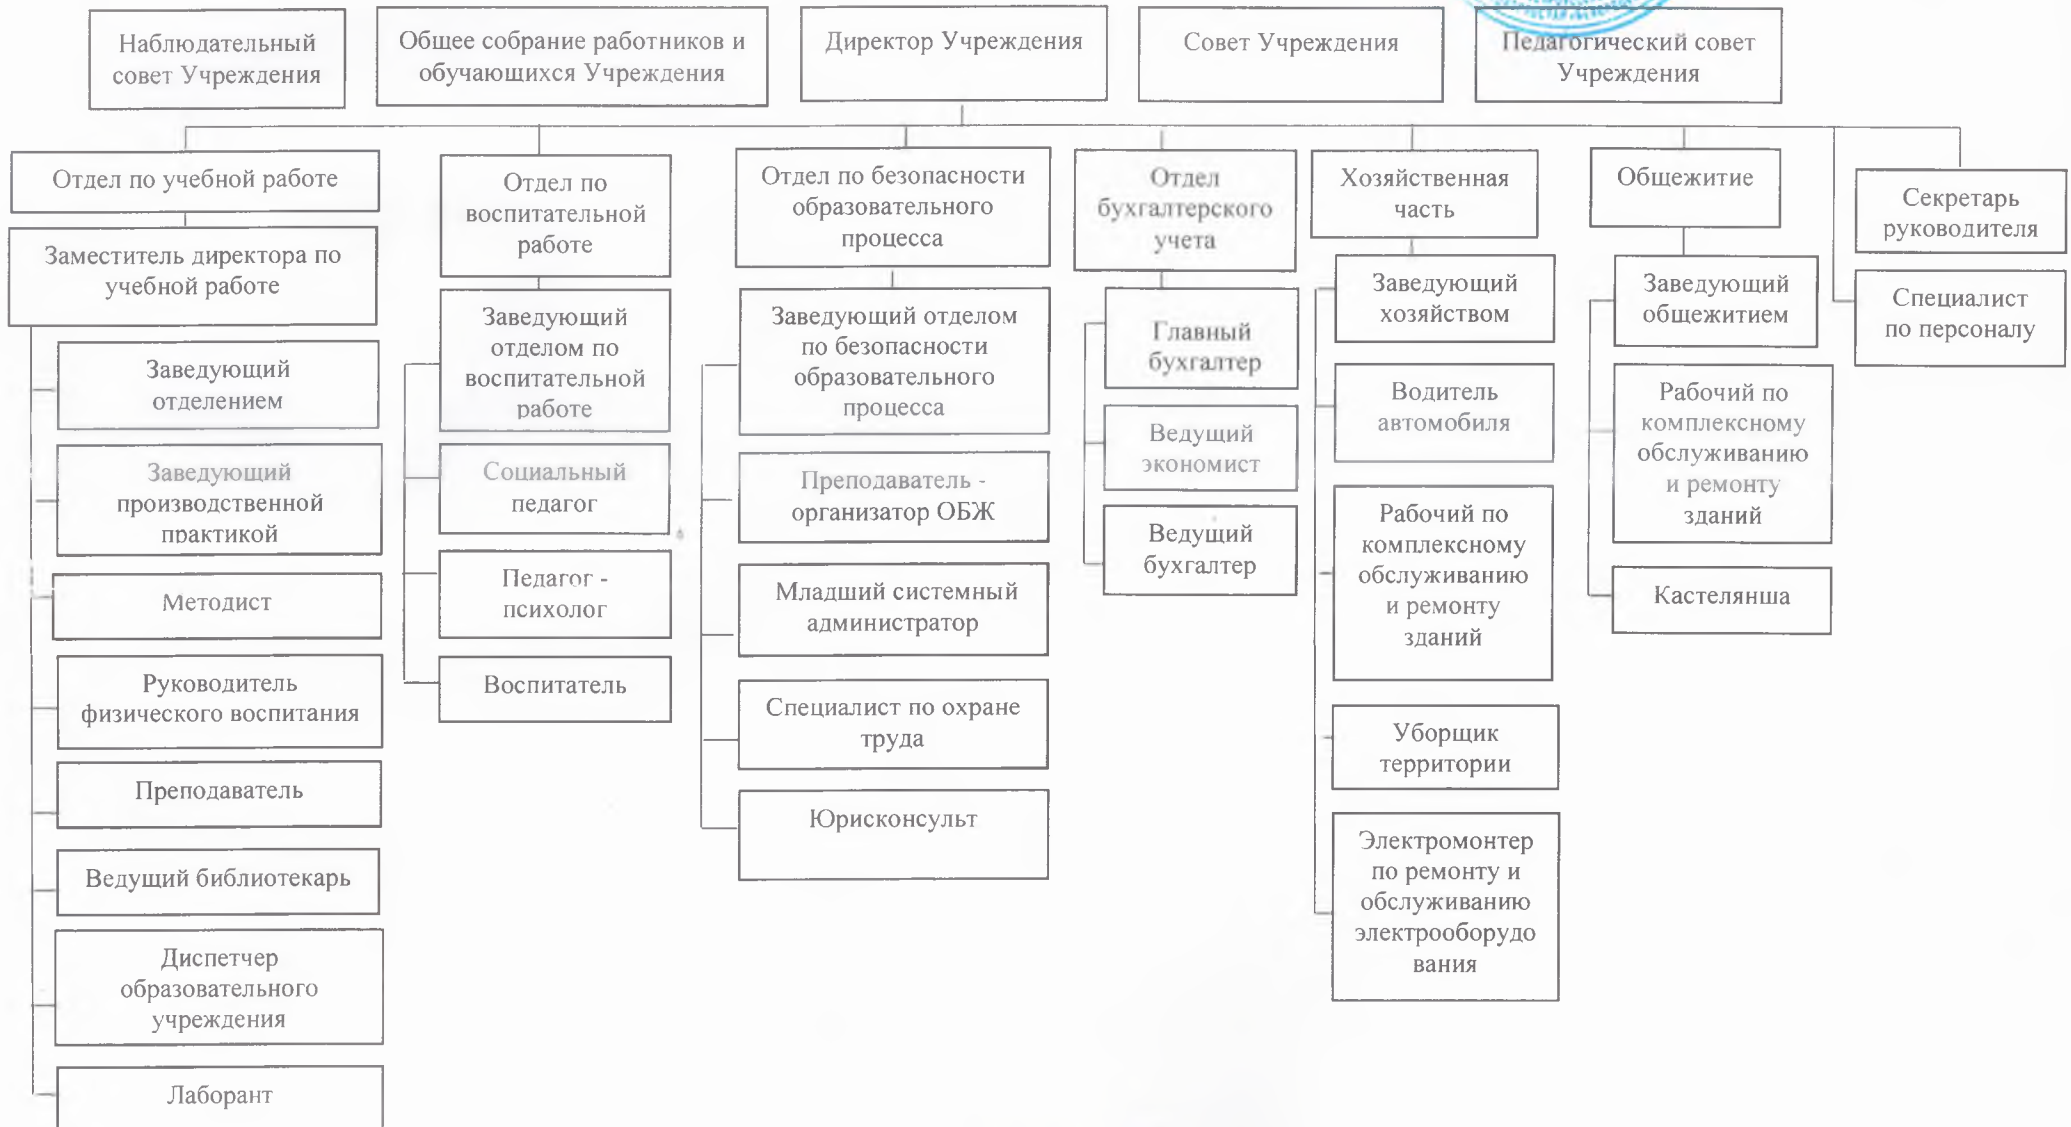 Наблюдательный
совет Учреждения
Общее собрание работников и
обучающихся Учреждения
Директор Учреждения
Совет Учреждения
Педагогический совет
Учреждения
Отдел по учебной работе
Заместитель директора по
учебной работе
Заведующий
отделением
Заведующий
производственной
практикой
Методист
Руководитель
физического воспитания
Преподаватель
Ведущий библиотекарь
Диспетчер
образовательного
учреждения
Лаборант
Отдел по
воспитательной
работе
Заведующий
отделом по
воспитательной
работе
Социальный
педагог
Педагог -
психолог
Воспитатель
Отдел по безопасности
образовательного
процесса
Заведующий отделом
по безопасности
образовательного
процесса
Преподаватель -
организатор ОБЖ
Младший системный
администратор
Специалист по охране
труда
Юрисконсульт
Отдел
бухгалтерского
учета
Главный
бухгалтер
Ведущий
экономист
Ведущий
бухгалтер
Хозяйственная
часть
Заведующий
хозяйством
Водитель
автомобиля
Рабочий по
комплексному
обслуживанию
и ремонту
зданий
Уборщик
территории
Электромонтер
по ремонту и
обслуживанию
электрооборудо
вания
Общежитие
Заведующий
общежитием
Рабочий по
комплексному
обслуживанию
и ремонту
зданий
Кастелянша
Секретарь
руководителя
Специалист
по персоналу